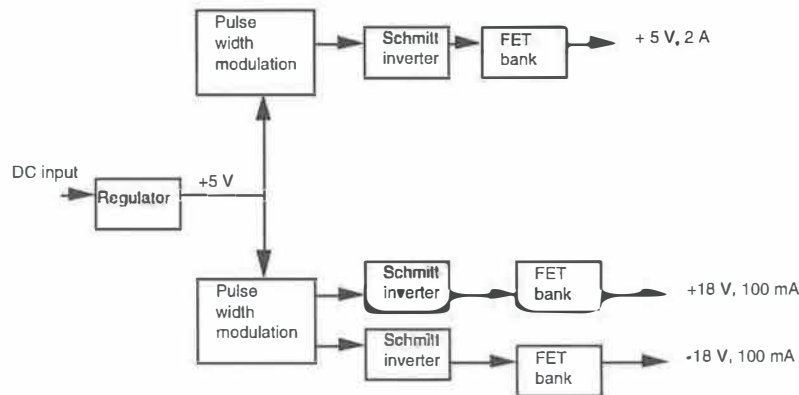 Pulse
width
modulation
Schmitt
inverter
FET
bank
+ 5 V, 2 A
DC input
Regulator
+5 V
Pulse
width
modulation
Schmitt
inverter
FET
bank
+18 V, 100 mA
Schmitt
inverter
FET
bank
-18 V, 100 mA